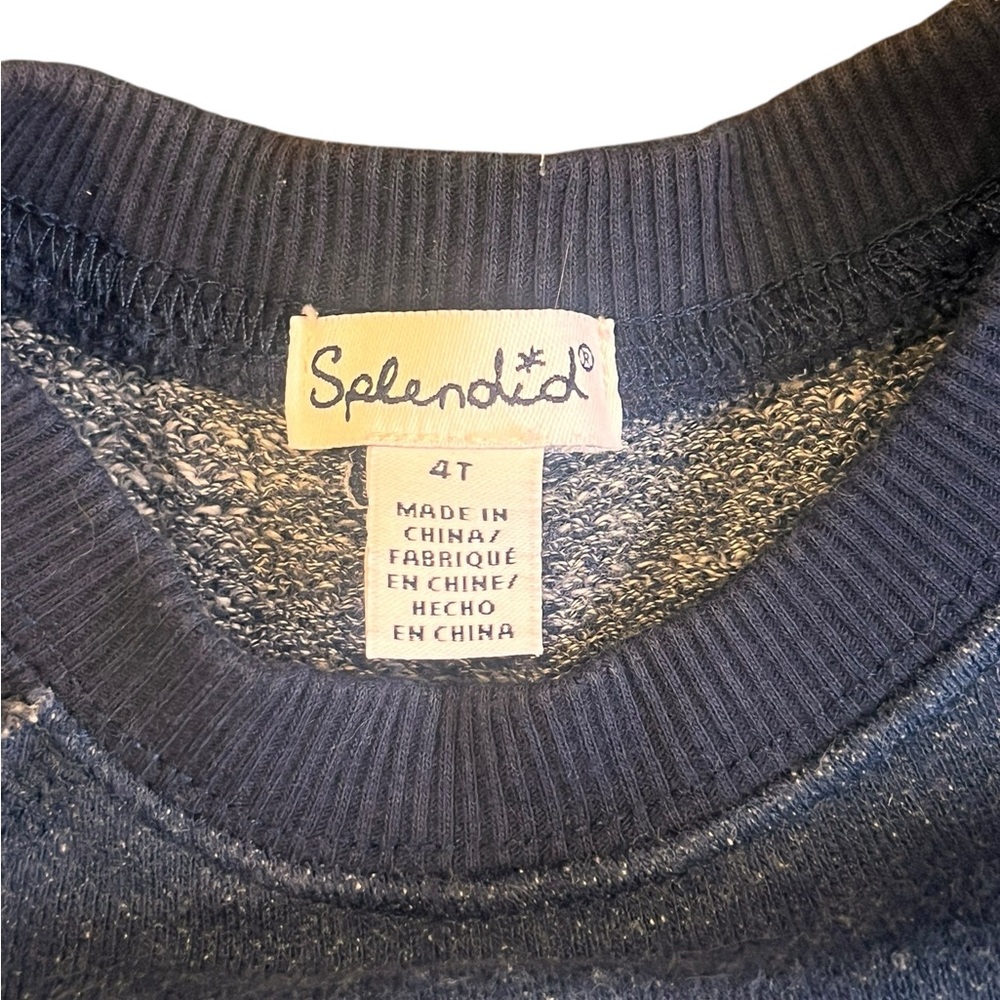 Splendid®
4T
MADE IN
CHINA/
FABRIQUÉ
EN CHINE/
HECHO
EN CHINA